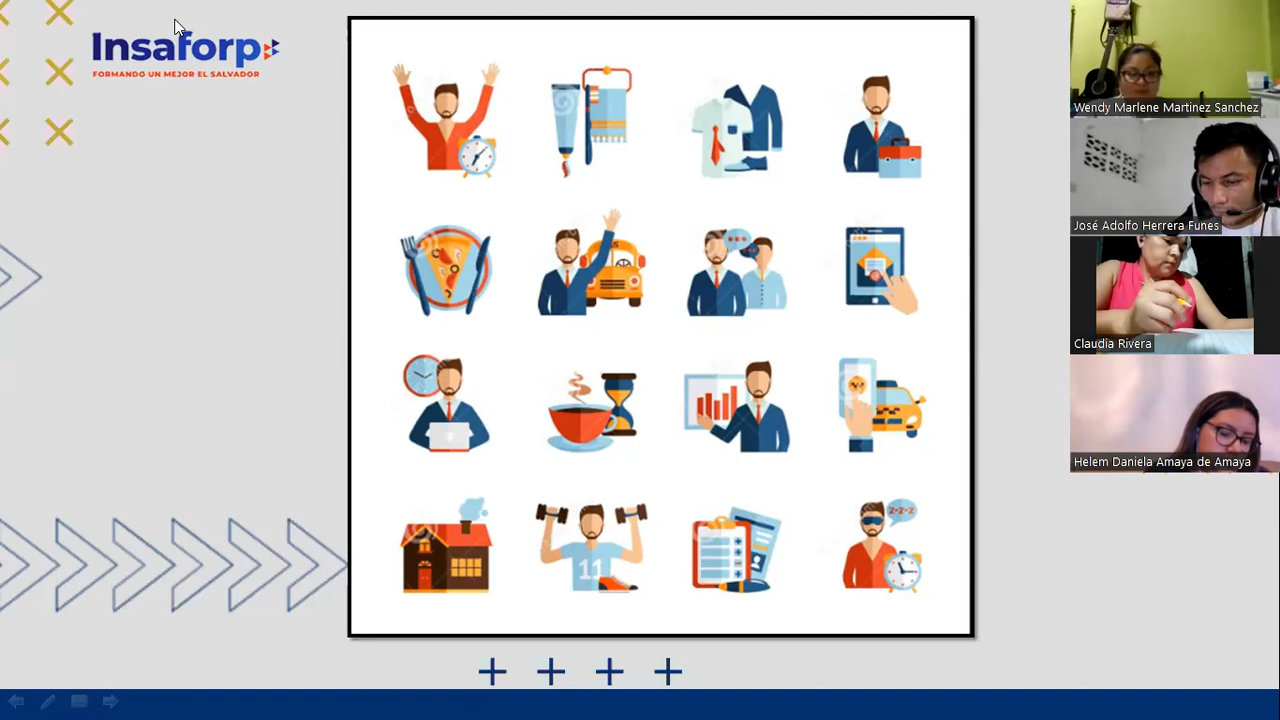 Insaforp
FORMANDO UN MEJOR EL SALVADOR
11
z-z-z
Wendy Marlene Martinez Sanchez
José Adolfo Herrera Funes
Claudia Rivera
Helem Daniela Amaya de Amaya